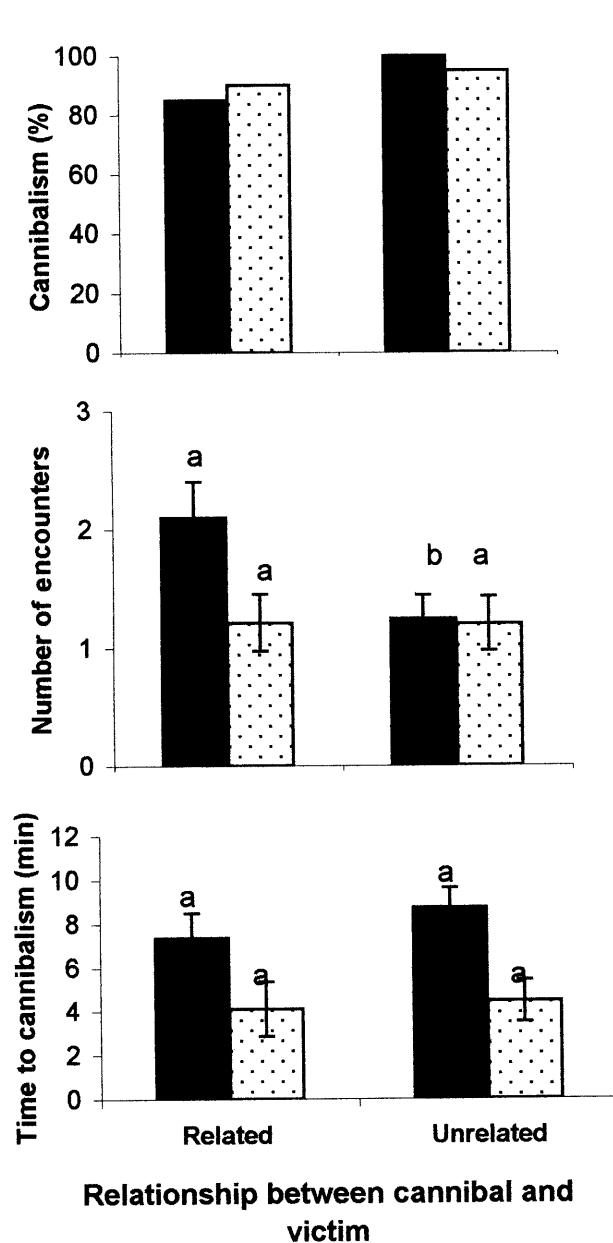 Cannibalism (%)
100
80
60
40
20
0
Number of encounters
3
2
1
0
a
a
b a
Time to cannibalism (min)
12
10
8
6
4
2
0
a
a
a
a
Related Unrelated
Relationship between cannibal and
victim